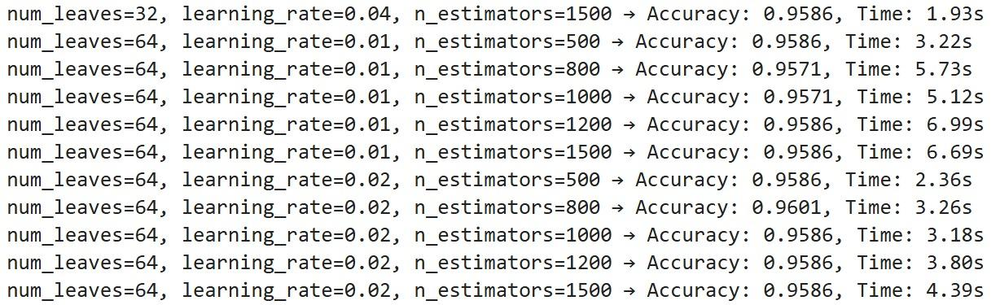 num_leaves=32, learning_rate=0.04, n_estimators=1500 → Accuracy: 0.9586, Time: 1.93s
num_leaves=64, learning_rate=0.01, n_estimators=500 → Accuracy: 0.9586, Time: 3.22s
num_leaves=64, learning_rate=0.01, n_estimators=800 → Accuracy: 0.9571, Time: 5.73s
num_leaves=64, learning_rate=0.01, n_estimators=1000 → Accuracy: 0.9571, Time: 5.12s
num_leaves=64, learning_rate=0.01, n_estimators=1200 → Accuracy: 0.9586, Time: 6.99s
num_leaves=64, learning_rate=0.01, n_estimators=1500 → Accuracy: 0.9586, Time: 6.69s
num_leaves=64, learning_rate=0.02, n_estimators=500 → Accuracy: 0.9586, Time: 2.36s
num_leaves=64, learning_rate=0.02, n_estimators=800 → Accuracy: 0.9601, Time: 3.26s
num_leaves=64, learning_rate=0.02, n_estimators=1000 → Accuracy: 0.9586, Time: 3.18s
num_leaves=64, learning_rate=0.02, n_estimators=1200 → Accuracy: 0.9586, Time: 3.80s
num_leaves=64, learning_rate=0.02, n_estimators=1500 → Accuracy: 0.9586, Time: 4.39s